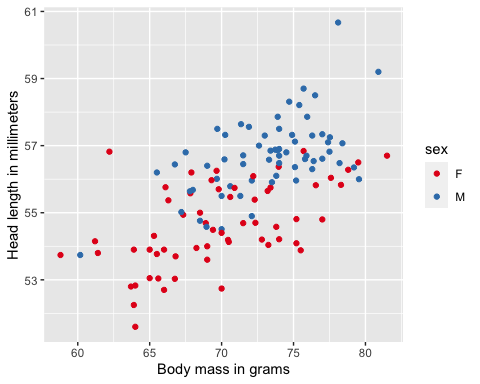 61
59
57
55
53
Head length in millimeters
60
65
70
75
80
Body mass in grams
sex
F
M